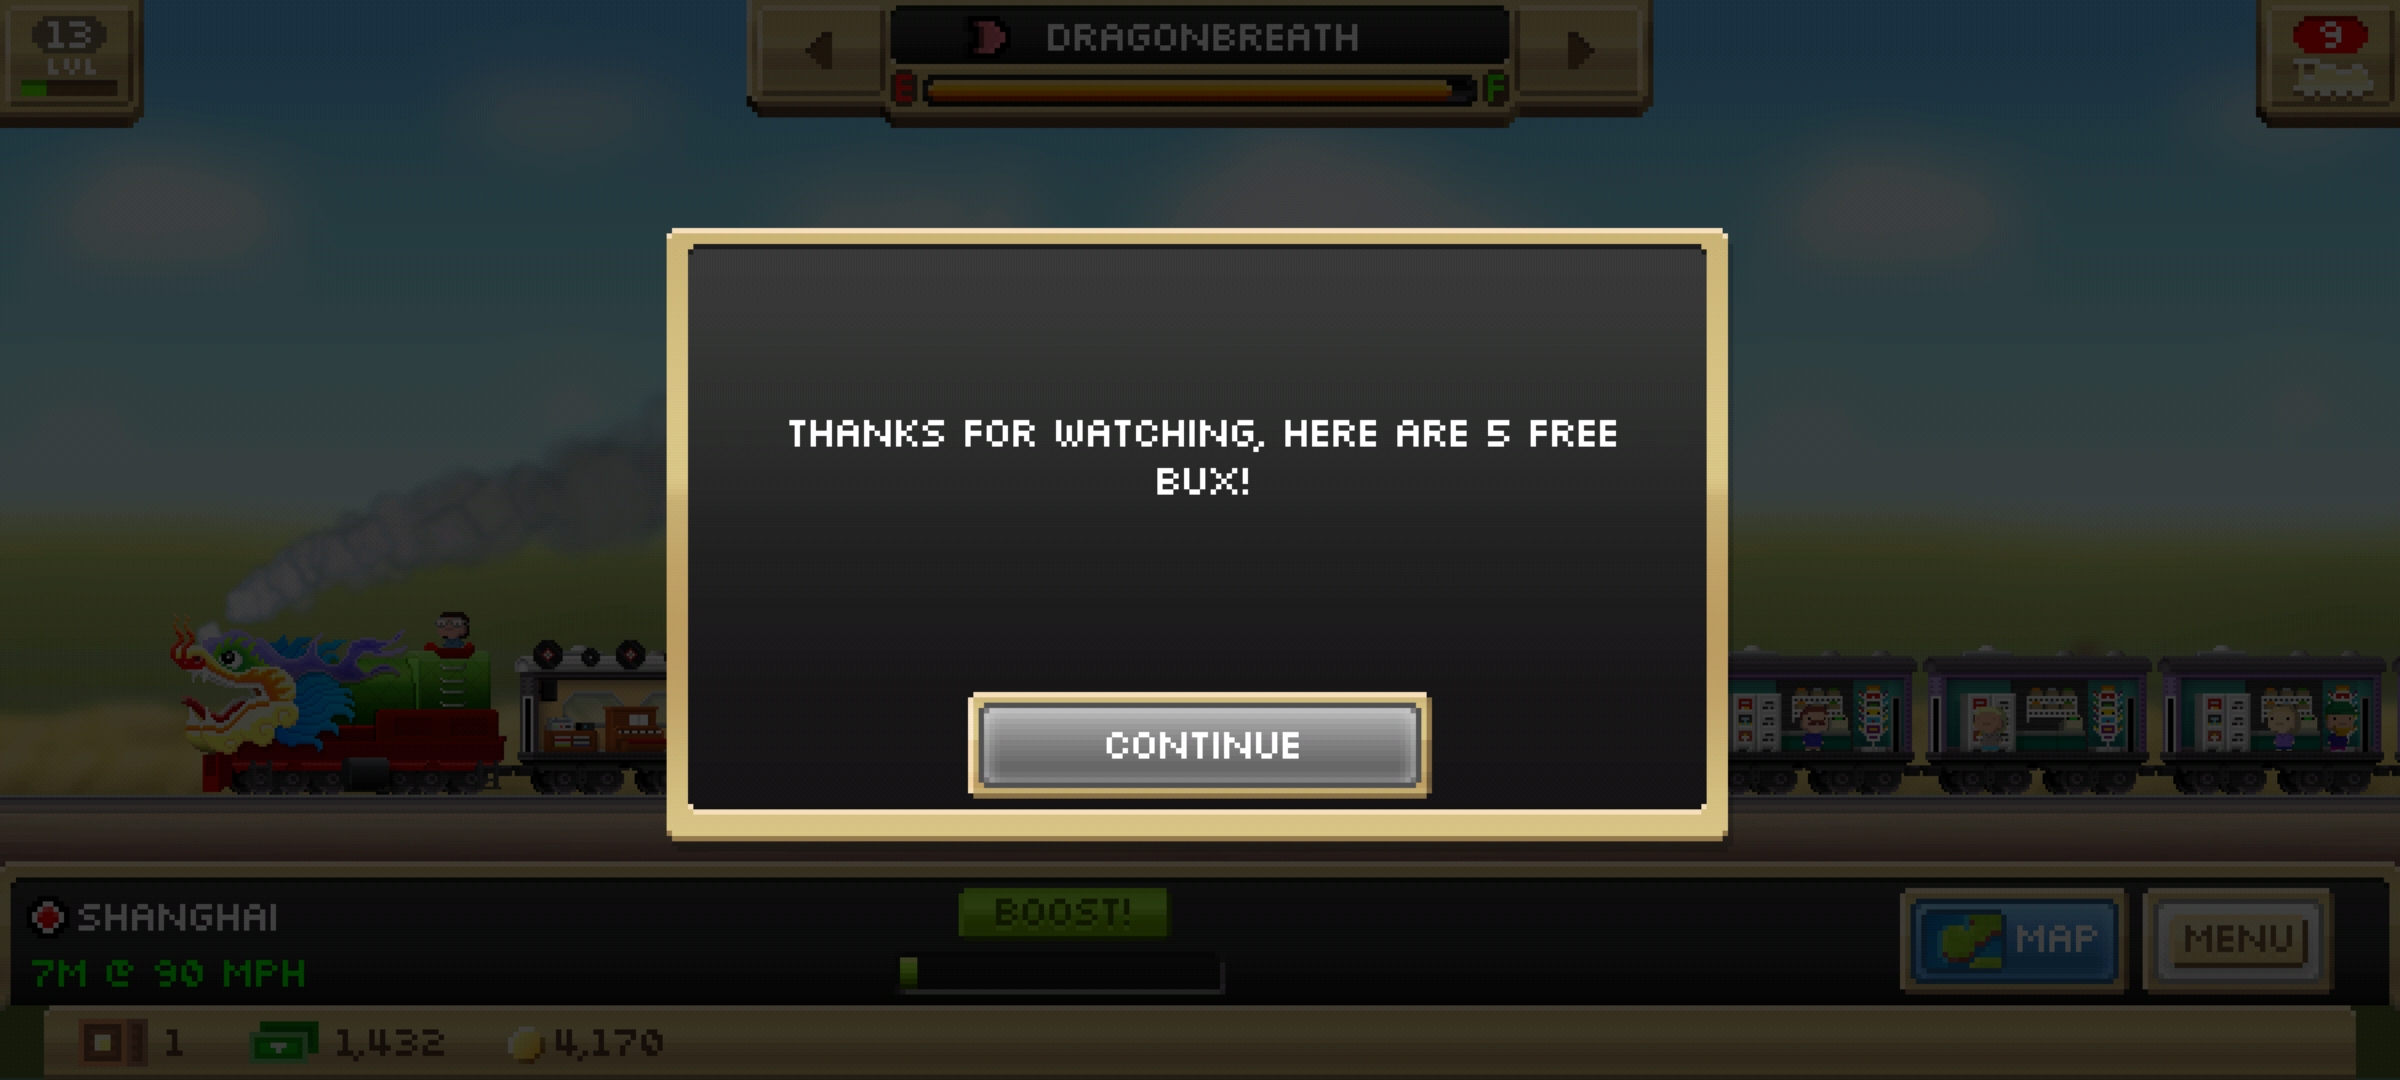 13
LVL
DRAGONBREATH
E F
9
THANKS FOR WATCHING, HERE ARE 5 FREE
BUX!
CONTINUE
SHANGHAI
7M @ 90 MPH
BOOST!
MAP
MENU
1 1,432 4,170